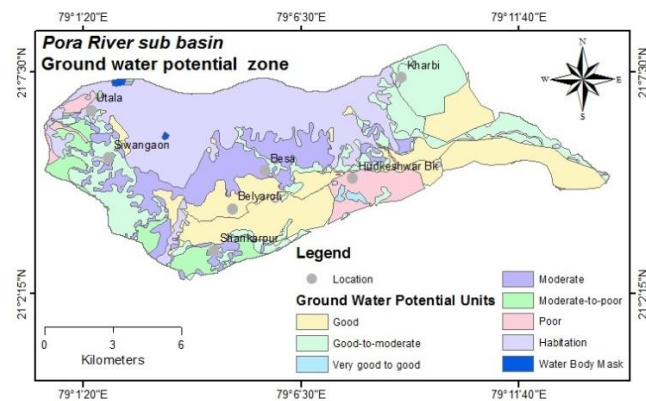 79°1'20"E 79°6'30"E 79°11'40"E
Pora River sub basin
Ground water potential zone
N
W E
S
21°7'30"N 21°7'30"N
Kharbi
Utala
Siwangaon
Besa
Hudkeshwar Bk
Belyarodi
Shankarpur
21°2'15"N 21°2'15"N
Legend
Location
Ground Water Potential Units
Good
Good-to-moderate
Very good to good
Moderate
Moderate-to-poor
Poor
Habitation
Water Body Mask
0 3 6
Kilometers
79°1'20"E 79°6'30"E 79°11'40"E